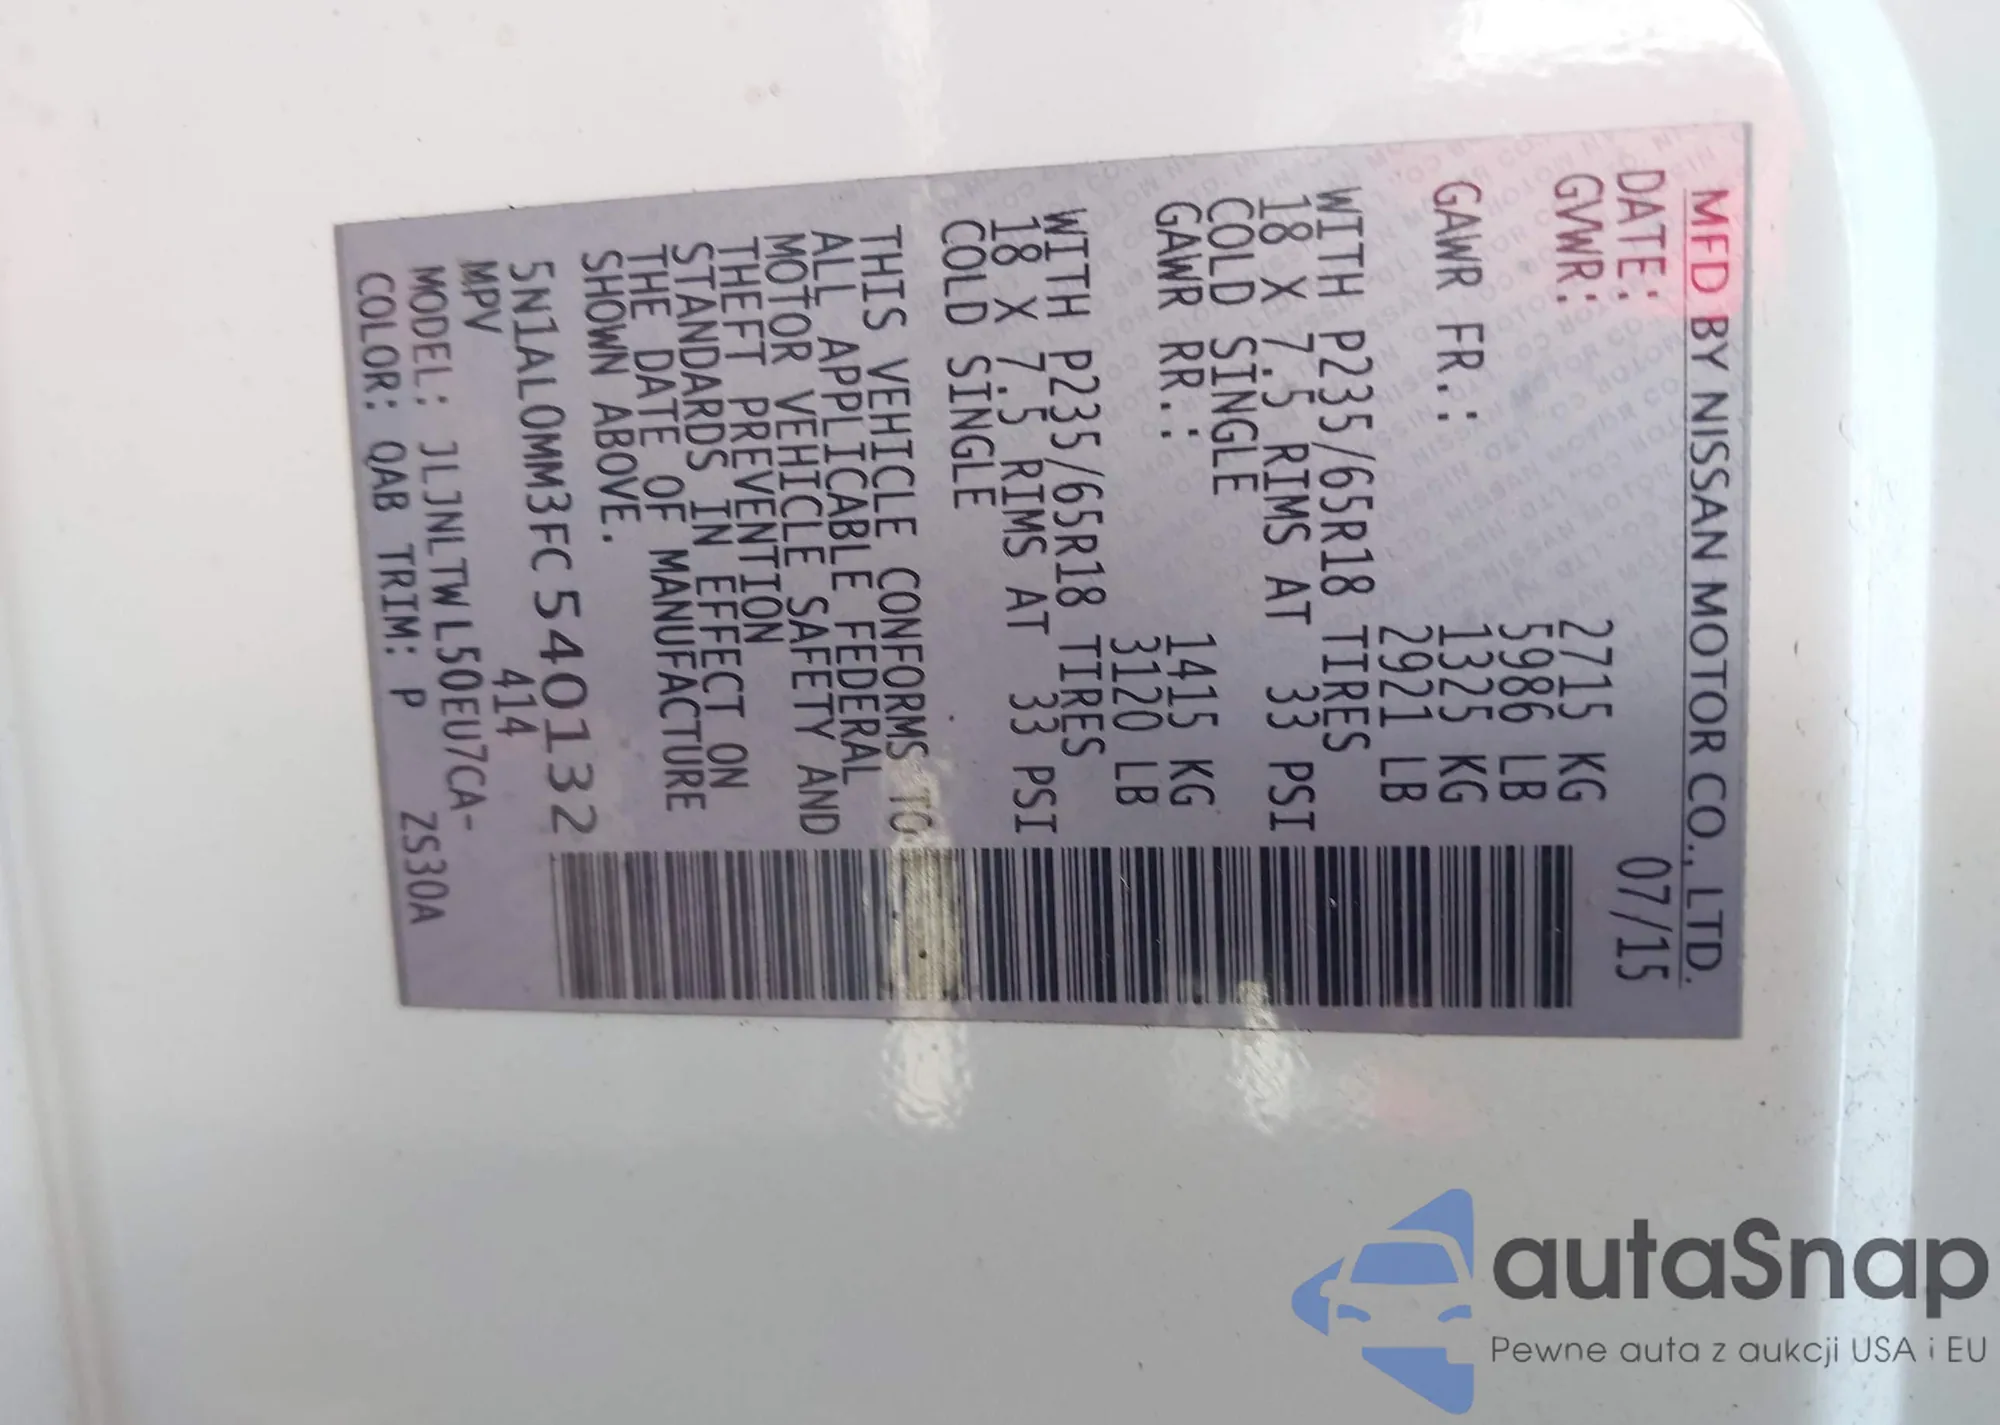 MFD BY NISSAN MOTOR CO., LTD.
DATE: 07/15
GVWR: 2715 KG
5986 LB
GAWR FR.: 1325 KG
2921 LB
WITH P235/65R18 TIRES
18 X 7.5 RIMS AT 33 PSI
COLD SINGLE
GAWR RR.: 1415 KG
3120 LB
WITH P235/65R18 TIRES
18 X 7.5 RIMS AT 33 PSI
COLD SINGLE
THIS VEHICLE CONFORMS TO
ALL APPLICABLE FEDERAL
MOTOR VEHICLE SAFETY AND
THEFT PREVENTION
STANDARDS IN EFFECT ON
THE DATE OF MANUFACTURE
SHOWN ABOVE.
5N1AL0MM3FC 540132
MPV 414
MODEL: JLJNLTWL50EU7CA-
COLOR: QAB TRIM: P ZS30A
autaSnap
Pewne auta z aukcji USA i EU